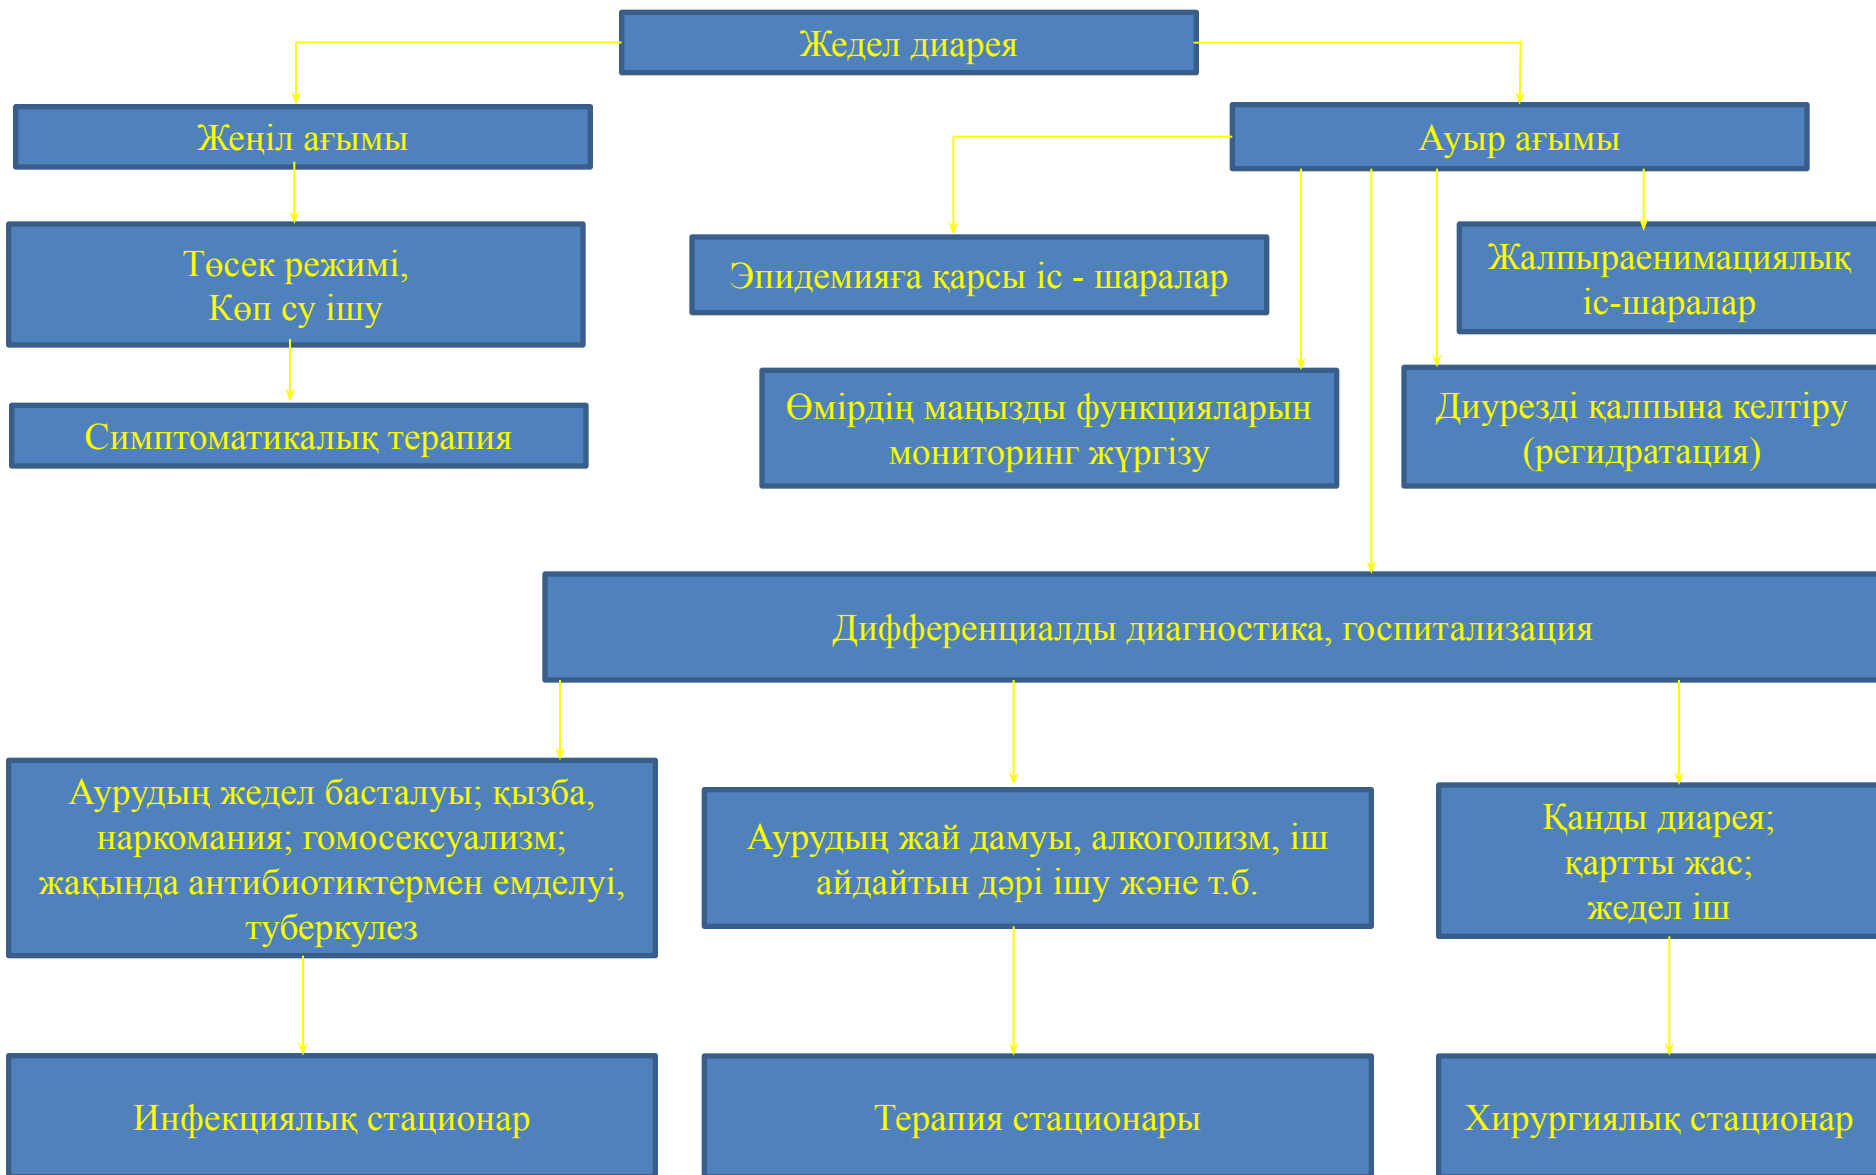 Жедел диарея
Жеңіл ағымы
Ауыр ағымы
Төсек режимі,
Көп су ішу
Эпидемияға қарсы іс - шаралар
Жалпыраенимациялық
іс-шаралар
Симптоматикалық терапия
Өмірдің маңызды функцияларын
мониторинг жүргізу
Диурезді қалпына келтіру
(регидратация)
Дифференциалды диагностика, госпитализация
Аурудың жедел басталуы; қызба,
наркомания; гомосексуализм;
жақында антибиотиктермен емделуі,
туберкулез
Аурудың жай дамуы, алкоголизм, іш
айдайтын дәрі ішу және т.б.
Қанды диарея;
қартты жас;
жедел іш
Инфекциялық стационар
Терапия стационары
Хирургиялық стационар